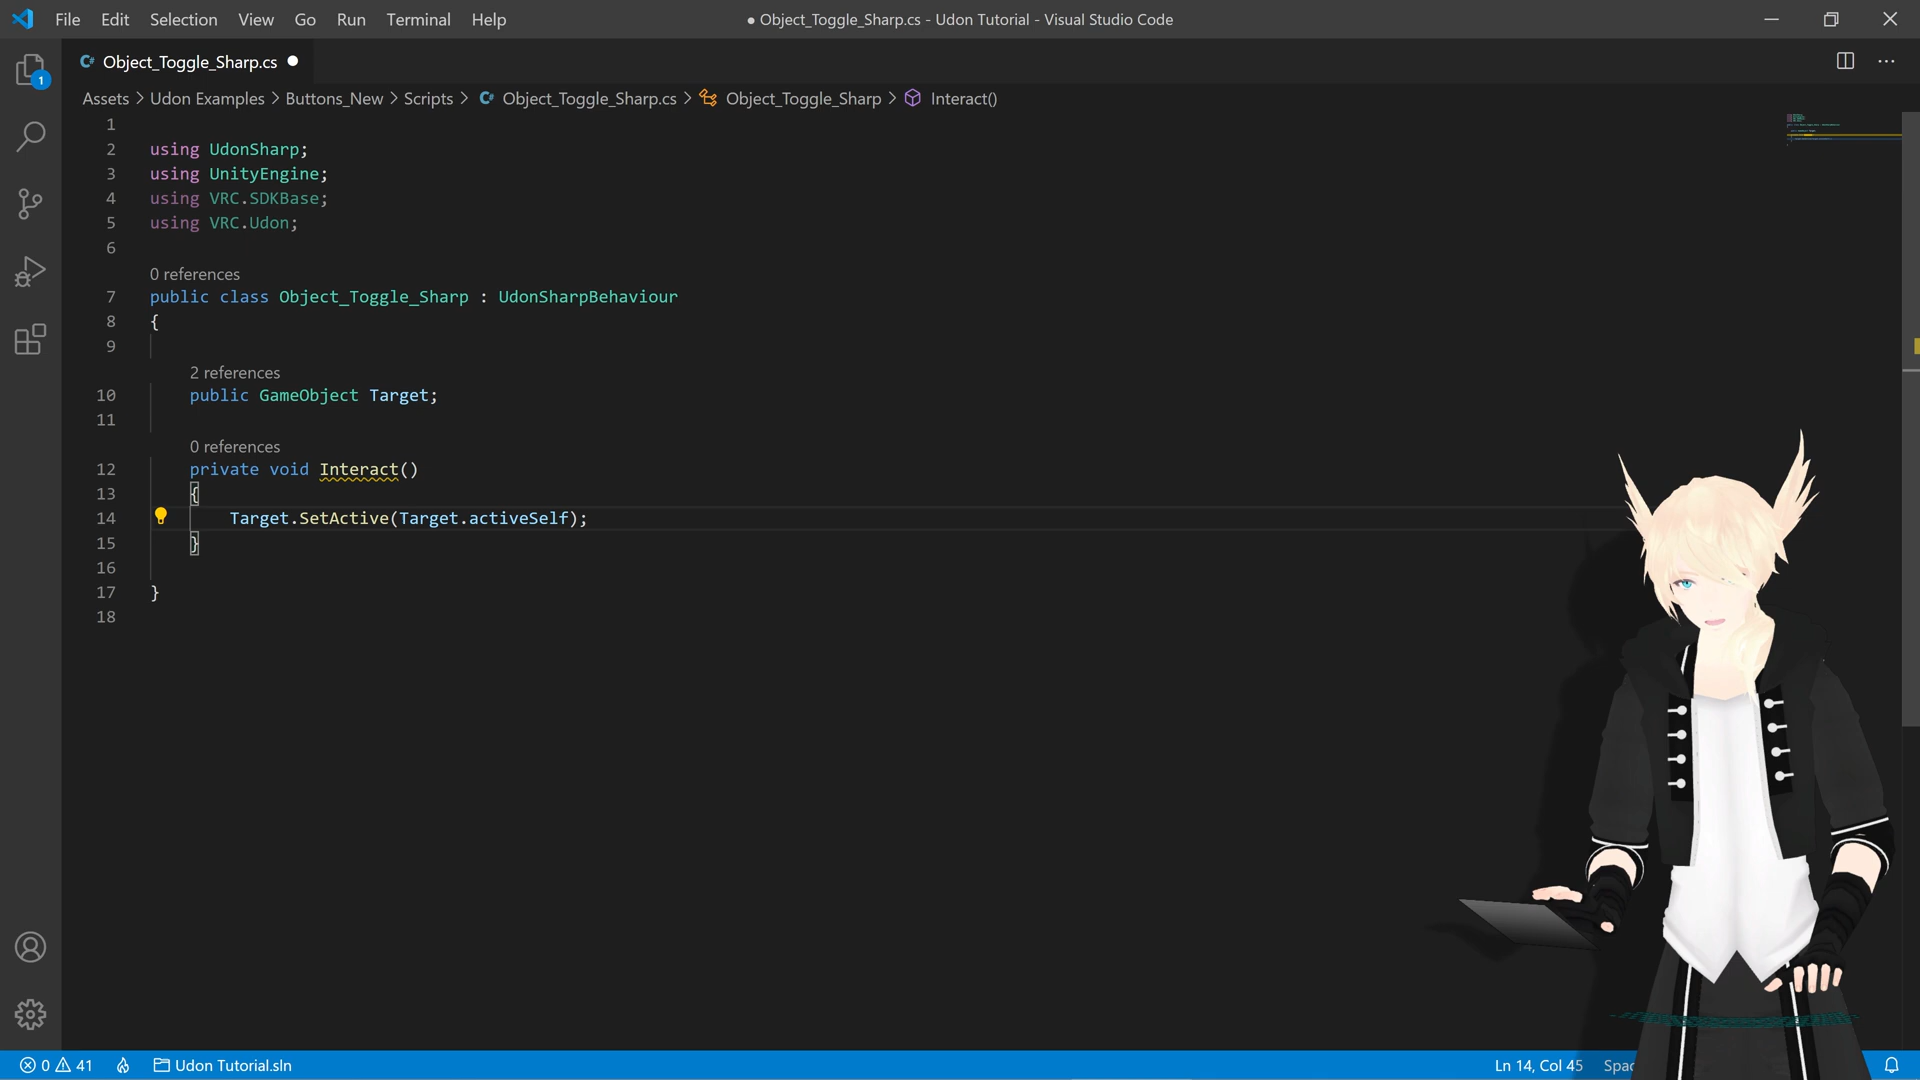 File Edit Selection View Go Run Terminal Help
● Object_Toggle_Sharp.cs - Udon Tutorial - Visual Studio Code
Object_Toggle_Sharp.cs ●
1
Assets > Udon Examples > Buttons_New > Scripts > Object_Toggle_Sharp.cs > Object_Toggle_Sharp > Interact()
1
2 using UdonSharp;
3 using UnityEngine;
4 using VRC.SDKBase;
5 using VRC.Udon;
6
0 references
7 public class Object_Toggle_Sharp : UdonSharpBehaviour
8 {
9
2 references
10 public GameObject Target;
11
0 references
12 private void Interact()
13 {
14 Target.SetActive(Target.activeSelf);
15 }
16
17 }
18
0 41 Udon Tutorial.sln Ln 14, Col 45